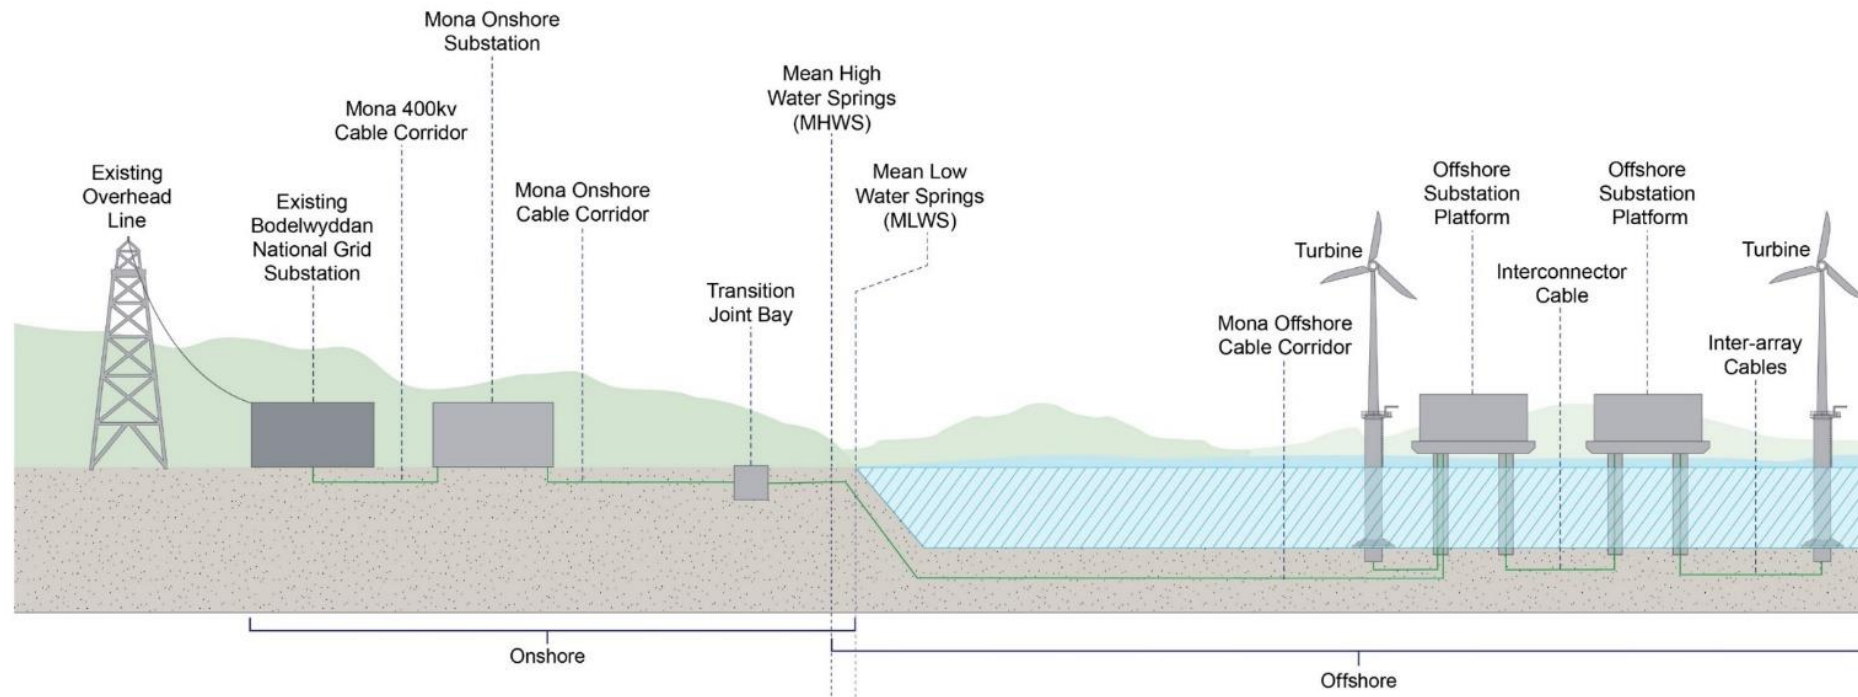 Mona Onshore
Substation
Mean High
Water Springs
(MHWS)
Mona 400kv
Cable Corridor
Existing
Overhead
Line
Existing
Bodelwyddan
National Grid
Substation
Mona Onshore
Cable Corridor
Mean Low
Water Springs
(MLWS)
Transition
Joint Bay
Offshore
Substation
Platform
Offshore
Substation
Platform
Turbine
Interconnector
Cable
Turbine
Mona Offshore
Cable Corridor
Inter-array
Cables
Onshore
Offshore